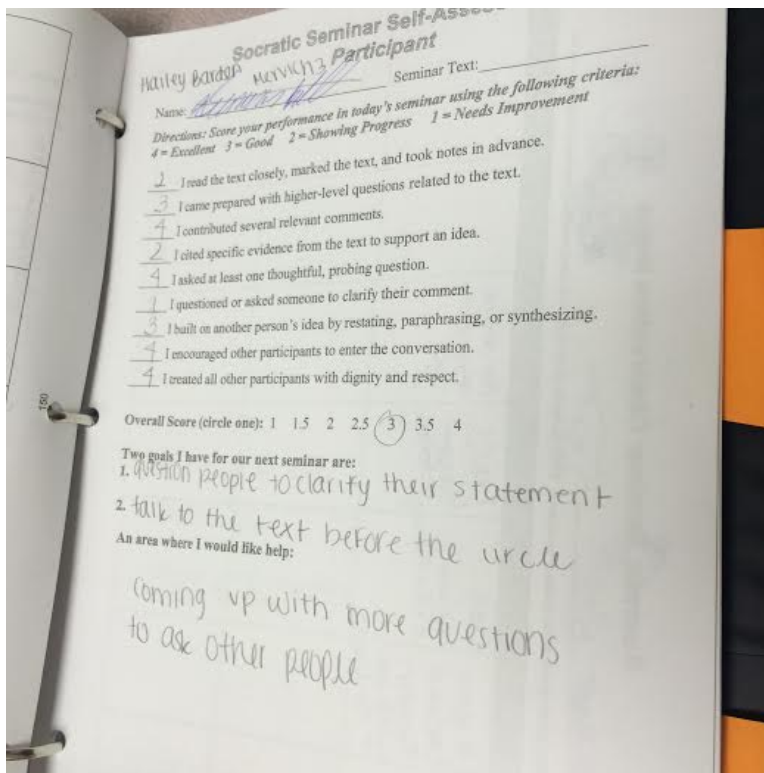 Socratic Seminar Self-Assess
Participant
Hailey Barden
Name: Seminar Text:
Directions: Score your performance in today's seminar using the following criteria:
4 = Excellent 3 = Good 2 = Showing Progress 1 = Needs Improvement
2 I read the text closely, marked the text, and took notes in advance.
3 I came prepared with higher-level questions related to the text.
4 I contributed several relevant comments.
2 I cited specific evidence from the text to support an idea.
4 I asked at least one thoughtful, probing question.
1 I questioned or asked someone to clarify their comment.
3 I built on another person's idea by restating, paraphrasing, or synthesizing.
4 I encouraged other participants to enter the conversation.
4 I treated all other participants with dignity and respect.
150
Overall Score (circle one): 1 1.5 2 2.5 3 3.5 4
Two goals I have for our next seminar are:
1. question people to clarify their statement
2. talk to the text before the circle
An area where I would like help:
coming up with more questions
to ask other people